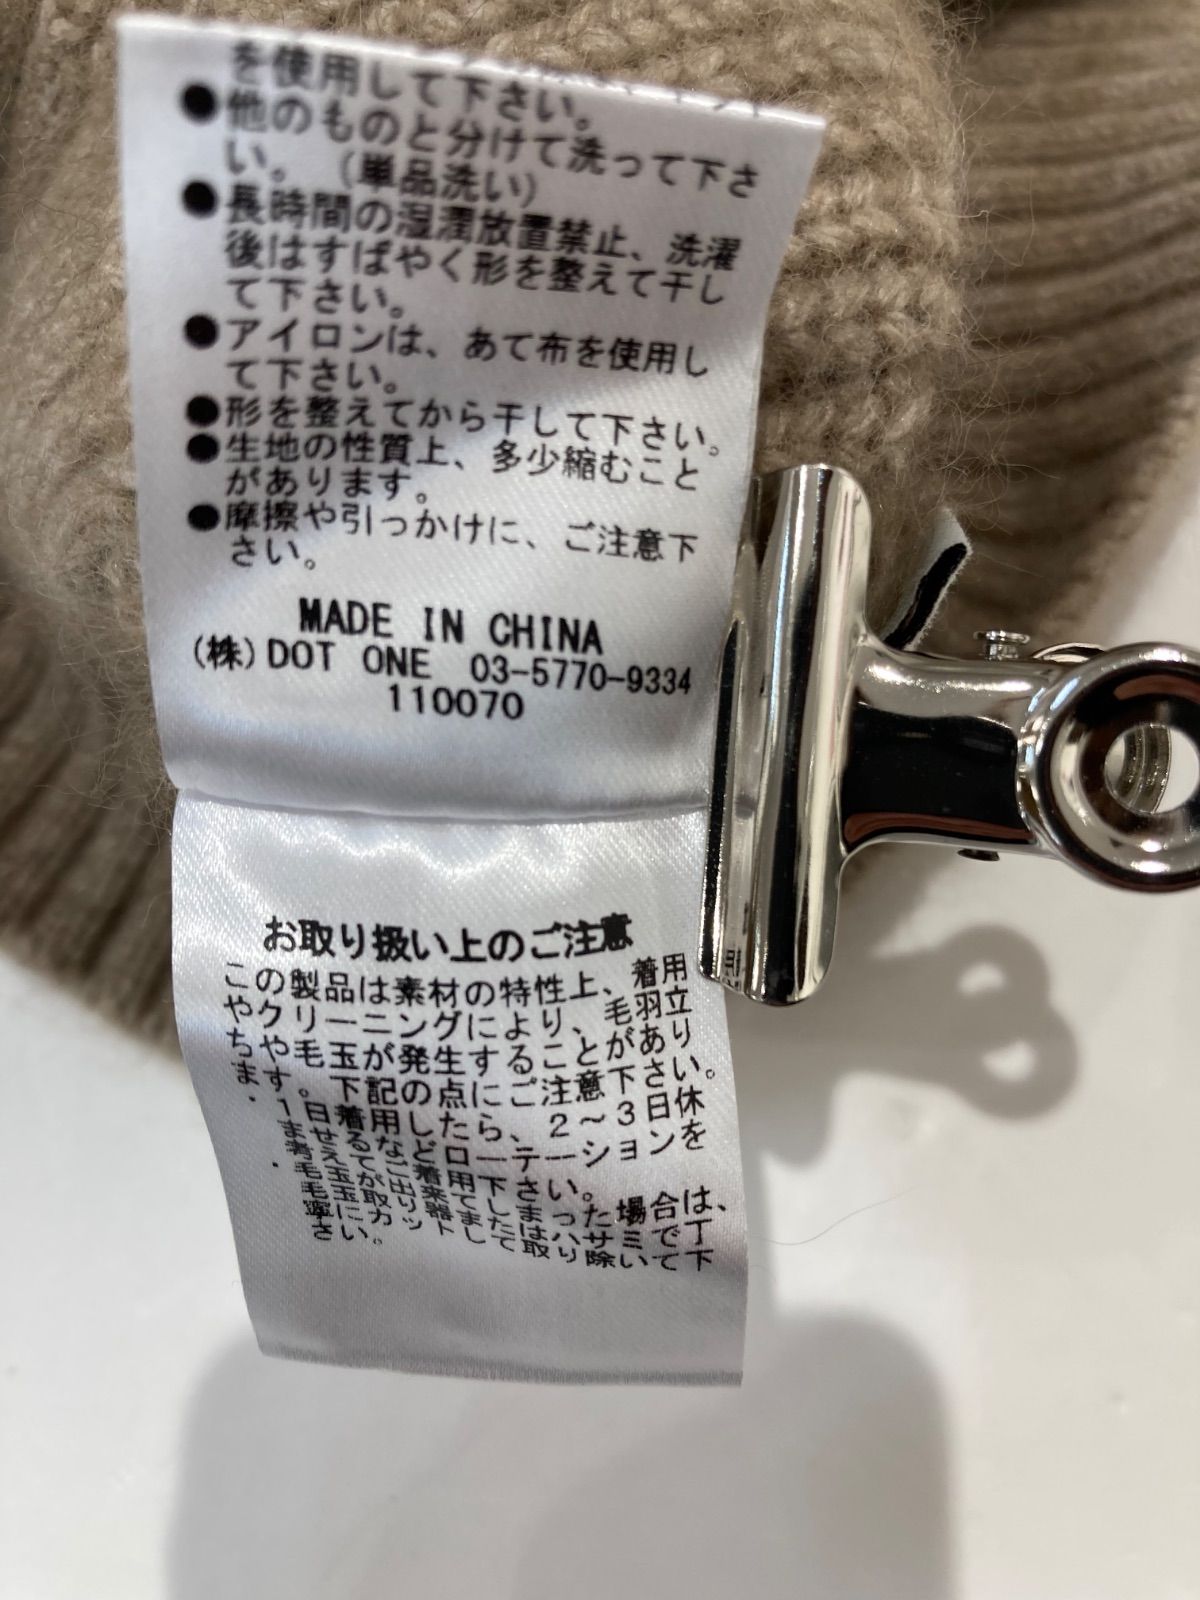 を使用して下さい。
●他のものと分けて洗って下さ
い。（単品洗い）
●長時間の湿潤放置禁止、洗濯
後はすばやく形を整えて干し
て下さい。
●アイロンは、あて布を使用し
て下さい。
●形を整えてから干して下さい。
●生地の性質上、多少縮むこと
があります。
●摩擦や引っかけに、ご注意下
さい。
MADE IN CHINA
(株)DOT ONE 03-5770-9334
110070
お取り扱い上のご注意
この製品は素材の特性上、着用
やクリーニングにより、毛羽立
ちや毛玉が発生することがあり
ます。下記の点にご注意下さい。
・1日着用したら、2～3日休
ませるなどローテーションを
考えてご着用下さい。
・毛玉が出来てしまった場合は、
毛玉取り器またはハサミで丁
寧にカットして取り除いて下
さい。